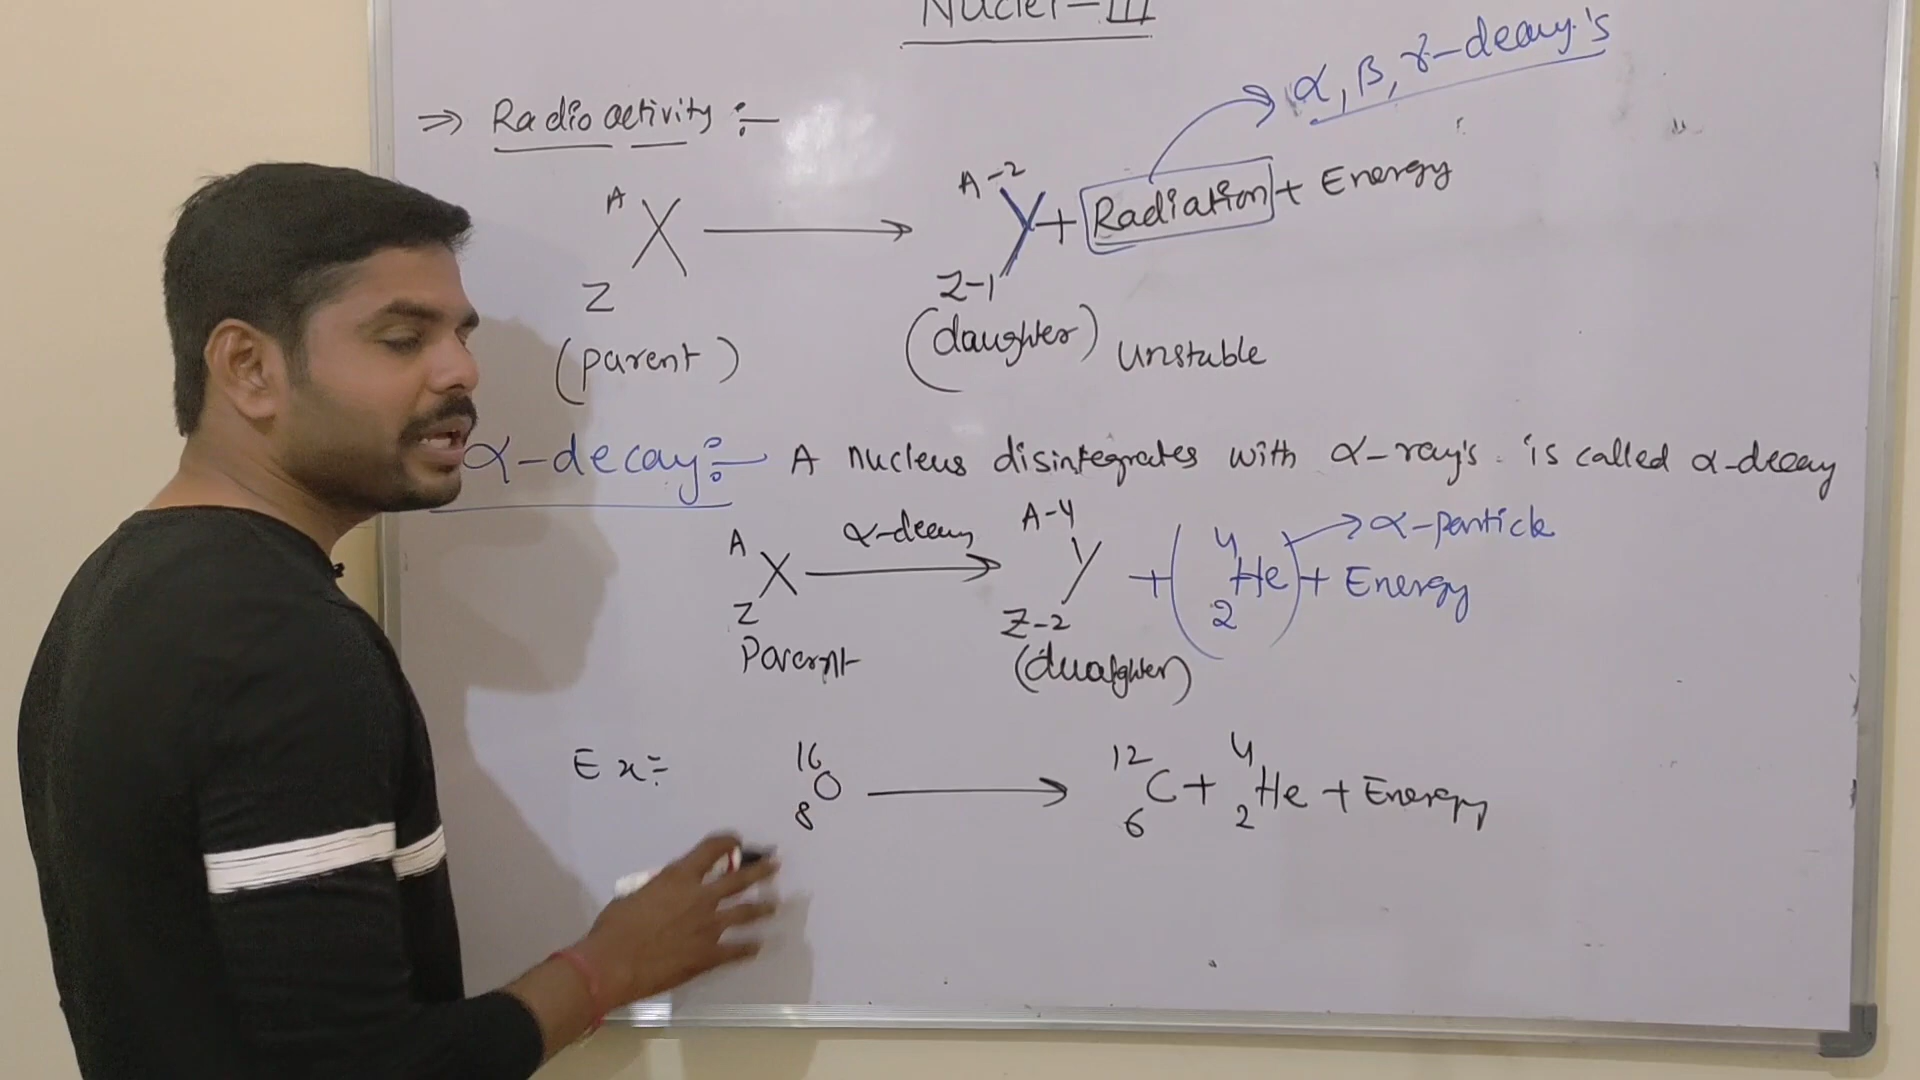 Nuclei-III
α, β, γ-decay's
⇒ Radio activity :-
A X Z → A-2 Y Z-1 + Radiation + Energy
(parent) (daughter) unstable
α-decay :- A nucleus disintegrates with α-ray's. is called α-decay
A X Z α-decay → A-4 Y Z-2 + (4 He 2) + Energy → α-particle
Parent (duaghter)
Ex:- 16 O 8 → 12 C 6 + 4 He 2 + Energy